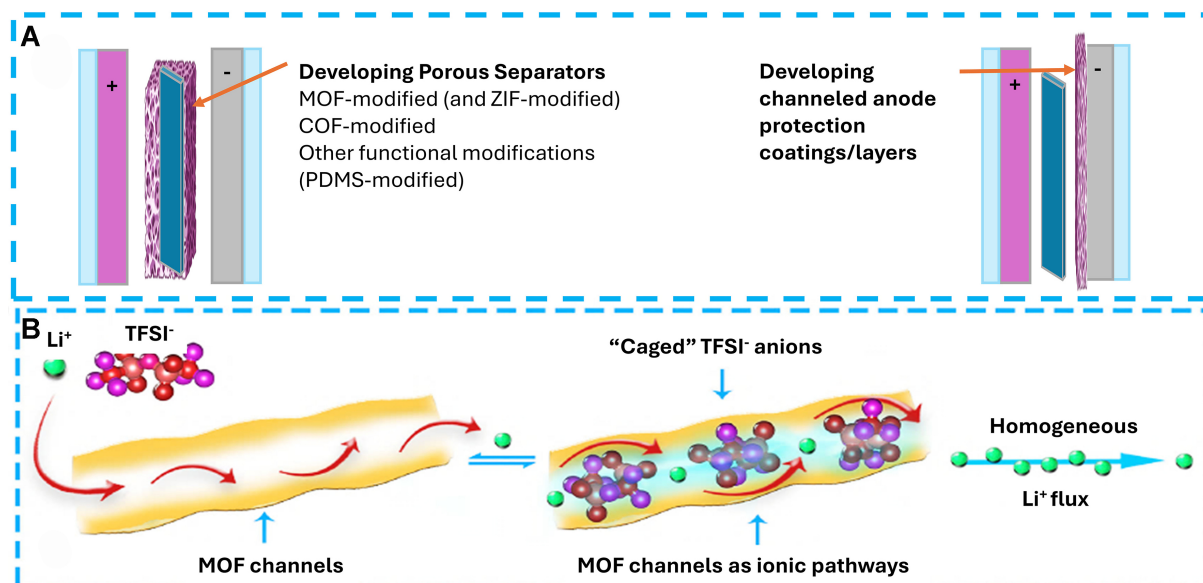 A
+
-
Developing Porous Separators
MOF-modified (and ZIF-modified)
COF-modified
Other functional modifications
(PDMS-modified)
Developing
channeled anode
protection
coatings/layers
+
-
B
Li⁺
TFSI⁻
MOF channels
“Caged” TFSI⁻ anions
MOF channels as ionic pathways
Homogeneous
Li⁺ flux